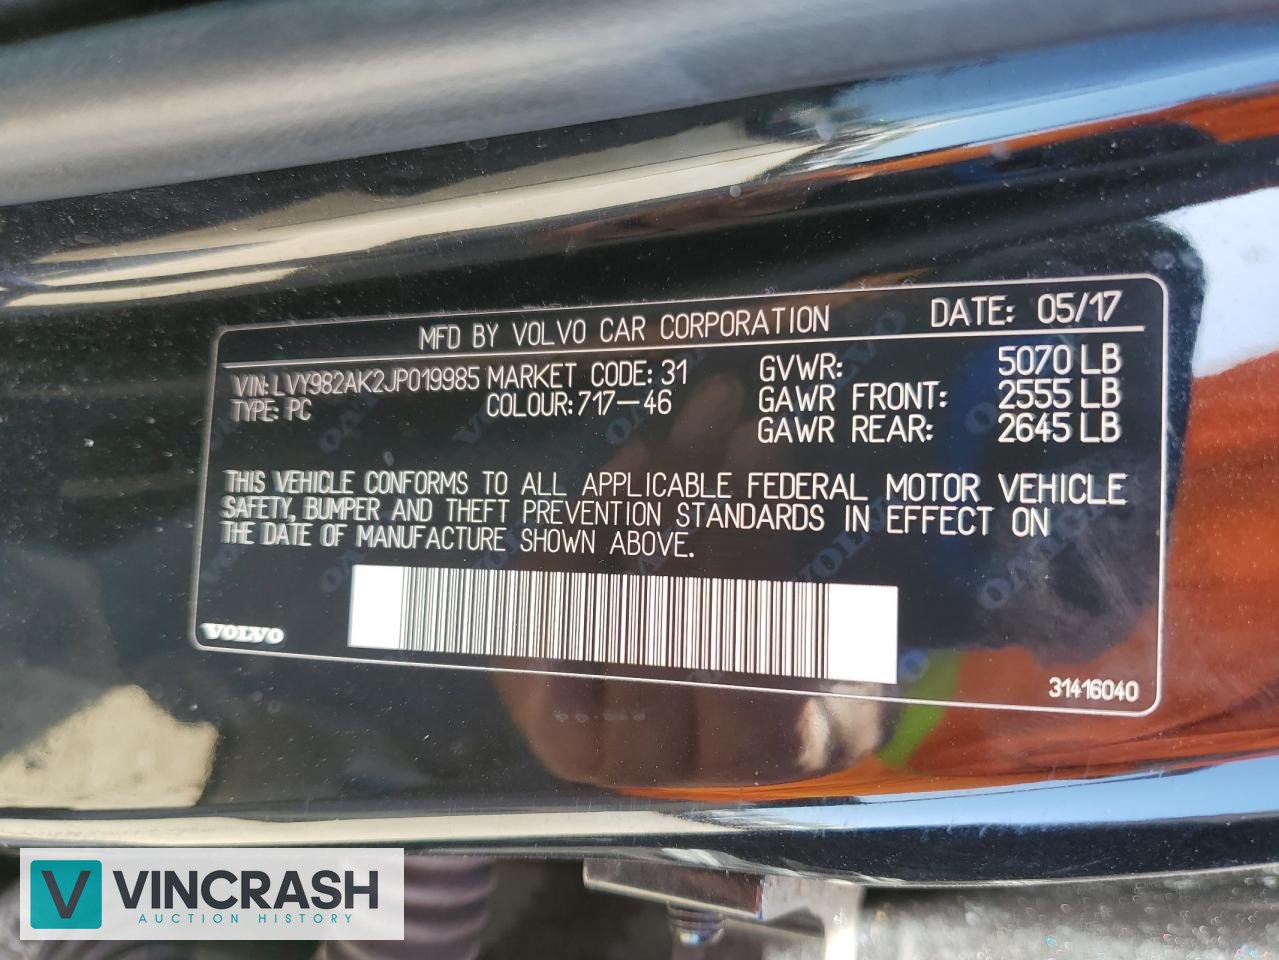 MFD BY VOLVO CAR CORPORATION DATE: 05/17
VIN: LVY982AK2JP019985 MARKET CODE: 31 GVWR: 5070 LB
TYPE: PC COLOUR: 717-46 GAWR FRONT: 2555 LB
GAWR REAR: 2645 LB
THIS VEHICLE CONFORMS TO ALL APPLICABLE FEDERAL MOTOR VEHICLE
SAFETY, BUMPER AND THEFT PREVENTION STANDARDS IN EFFECT ON
THE DATE OF MANUFACTURE SHOWN ABOVE.
VOLVO
31416040
V VINCRASH
AUCTION HISTORY